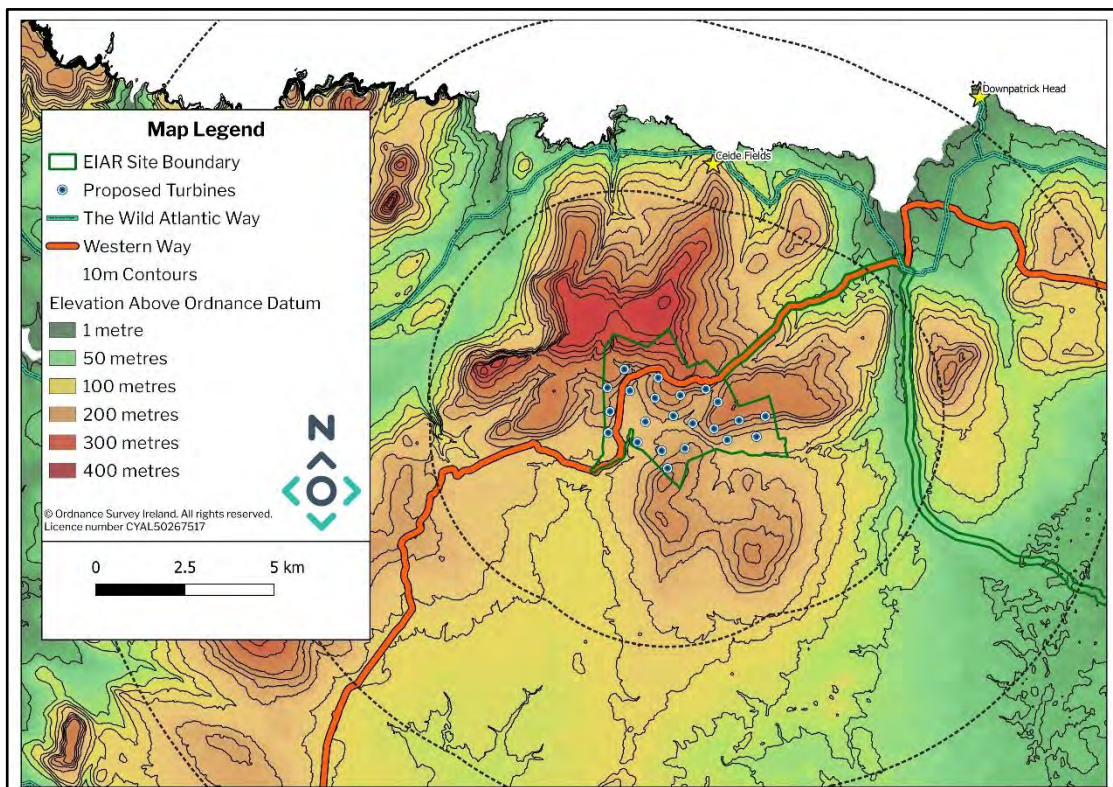 Map Legend
EIAR Site Boundary
Proposed Turbines
The Wild Atlantic Way
Western Way
10m Contours
Elevation Above Ordnance Datum
1 metre
50 metres
100 metres
200 metres
300 metres
400 metres
N
© Ordnance Survey Ireland. All rights reserved.
Licence number CYAL50267517
0 2.5 5 km
Downpatrick Head
Ceide Fields